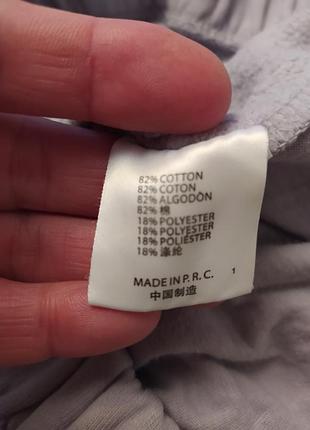 82% COTTON
82% COTON
82% ALGODÓN
82% 棉
18% POLYESTER
18% POLYESTER
18% POLIÉSTER
18% 涤纶
MADE IN P. R. C. 1
中国制造